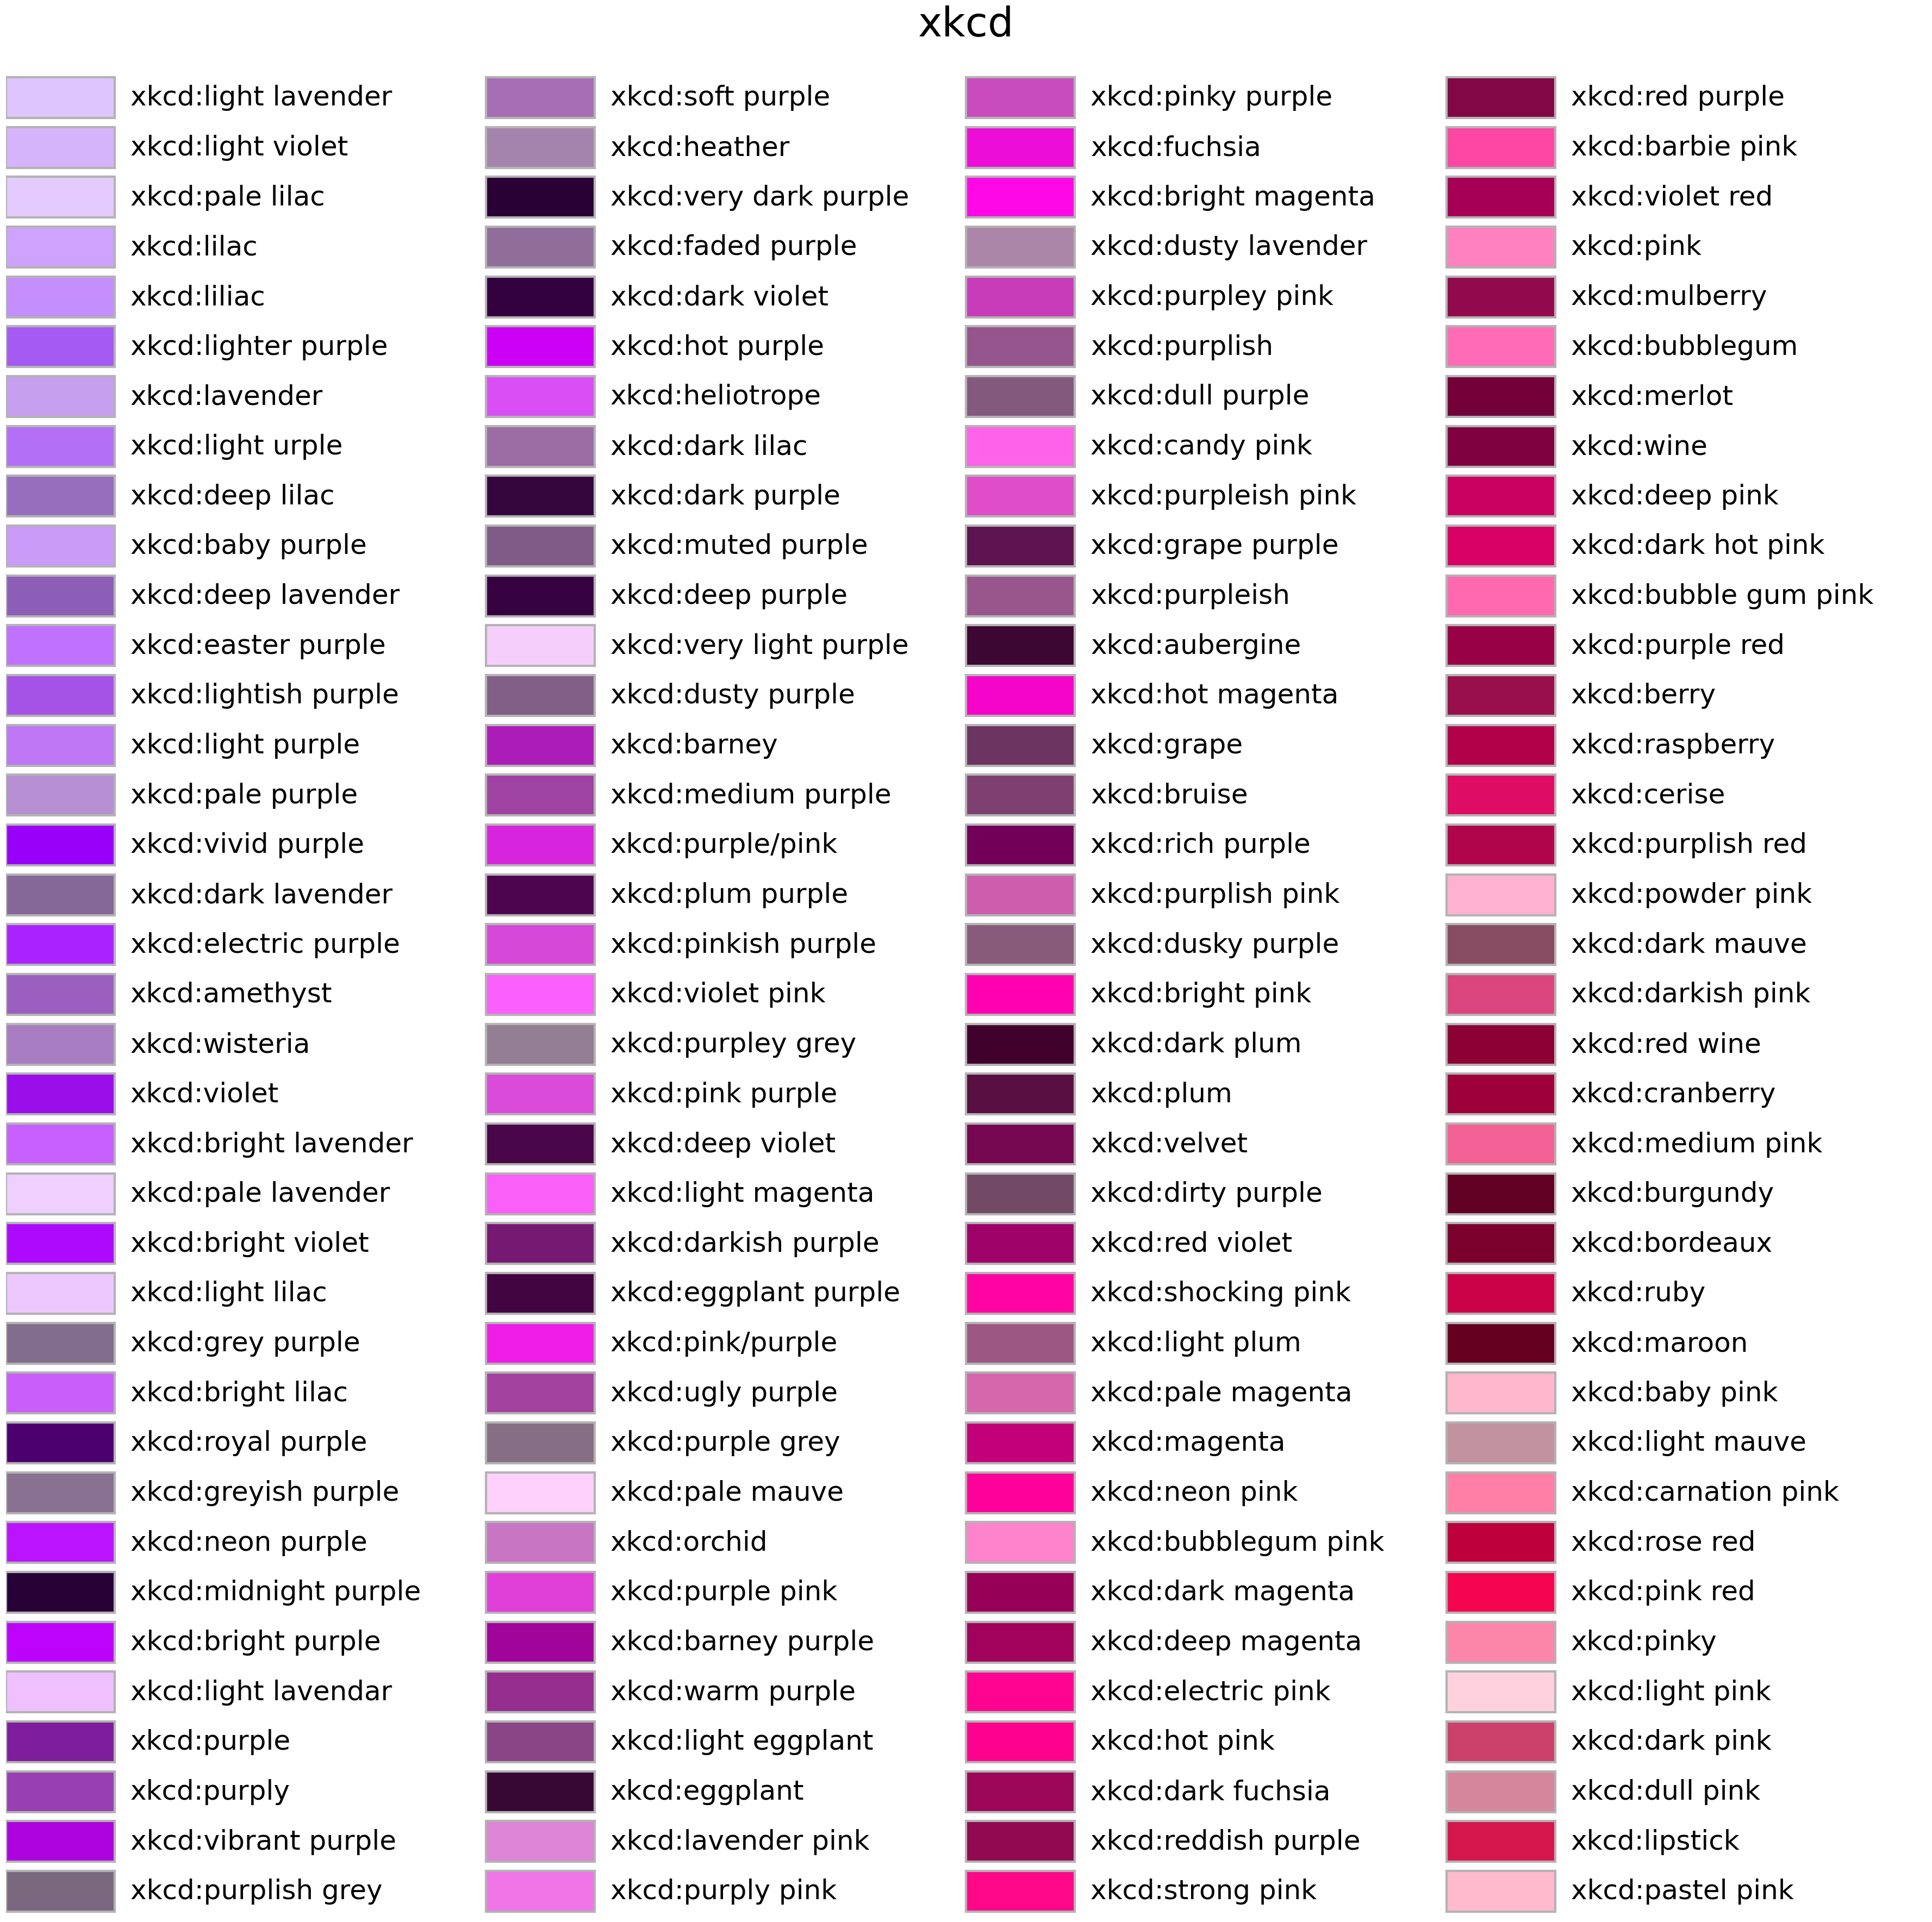 xkcd
xkcd:light lavender
xkcd:light violet
xkcd:pale lilac
xkcd:lilac
xkcd:liliac
xkcd:lighter purple
xkcd:lavender
xkcd:light urple
xkcd:deep lilac
xkcd:baby purple
xkcd:deep lavender
xkcd:easter purple
xkcd:lightish purple
xkcd:light purple
xkcd:pale purple
xkcd:vivid purple
xkcd:dark lavender
xkcd:electric purple
xkcd:amethyst
xkcd:wisteria
xkcd:violet
xkcd:bright lavender
xkcd:pale lavender
xkcd:bright violet
xkcd:light lilac
xkcd:grey purple
xkcd:bright lilac
xkcd:royal purple
xkcd:greyish purple
xkcd:neon purple
xkcd:midnight purple
xkcd:bright purple
xkcd:light lavendar
xkcd:purple
xkcd:purply
xkcd:vibrant purple
xkcd:purplish grey
xkcd:soft purple
xkcd:heather
xkcd:very dark purple
xkcd:faded purple
xkcd:dark violet
xkcd:hot purple
xkcd:heliotrope
xkcd:dark lilac
xkcd:dark purple
xkcd:muted purple
xkcd:deep purple
xkcd:very light purple
xkcd:dusty purple
xkcd:barney
xkcd:medium purple
xkcd:purple/pink
xkcd:plum purple
xkcd:pinkish purple
xkcd:violet pink
xkcd:purpley grey
xkcd:pink purple
xkcd:deep violet
xkcd:light magenta
xkcd:darkish purple
xkcd:eggplant purple
xkcd:pink/purple
xkcd:ugly purple
xkcd:purple grey
xkcd:pale mauve
xkcd:orchid
xkcd:purple pink
xkcd:barney purple
xkcd:warm purple
xkcd:light eggplant
xkcd:eggplant
xkcd:lavender pink
xkcd:purply pink
xkcd:pinky purple
xkcd:fuchsia
xkcd:bright magenta
xkcd:dusty lavender
xkcd:purpley pink
xkcd:purplish
xkcd:dull purple
xkcd:candy pink
xkcd:purpleish pink
xkcd:grape purple
xkcd:purpleish
xkcd:aubergine
xkcd:hot magenta
xkcd:grape
xkcd:bruise
xkcd:rich purple
xkcd:purplish pink
xkcd:dusky purple
xkcd:bright pink
xkcd:dark plum
xkcd:plum
xkcd:velvet
xkcd:dirty purple
xkcd:red violet
xkcd:shocking pink
xkcd:light plum
xkcd:pale magenta
xkcd:magenta
xkcd:neon pink
xkcd:bubblegum pink
xkcd:dark magenta
xkcd:deep magenta
xkcd:electric pink
xkcd:hot pink
xkcd:dark fuchsia
xkcd:reddish purple
xkcd:strong pink
xkcd:red purple
xkcd:barbie pink
xkcd:violet red
xkcd:pink
xkcd:mulberry
xkcd:bubblegum
xkcd:merlot
xkcd:wine
xkcd:deep pink
xkcd:dark hot pink
xkcd:bubble gum pink
xkcd:purple red
xkcd:berry
xkcd:raspberry
xkcd:cerise
xkcd:purplish red
xkcd:powder pink
xkcd:dark mauve
xkcd:darkish pink
xkcd:red wine
xkcd:cranberry
xkcd:medium pink
xkcd:burgundy
xkcd:bordeaux
xkcd:ruby
xkcd:maroon
xkcd:baby pink
xkcd:light mauve
xkcd:carnation pink
xkcd:rose red
xkcd:pink red
xkcd:pinky
xkcd:light pink
xkcd:dark pink
xkcd:dull pink
xkcd:lipstick
xkcd:pastel pink